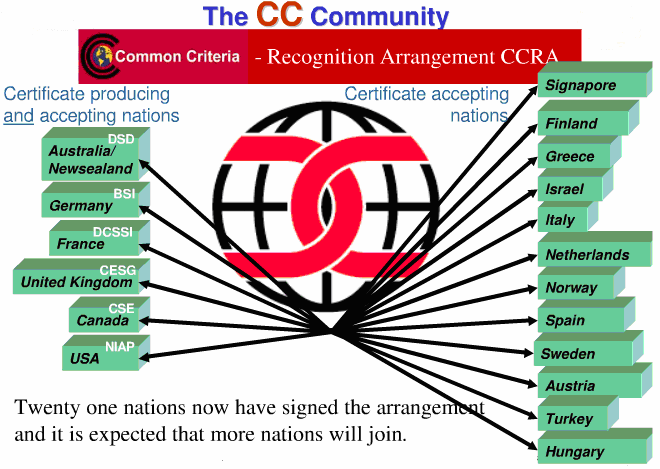 The CC Community
Common Criteria
- Recognition Arrangement CCRA
Certificate producing
and accepting nations
Certificate accepting
nations
DSD
Australia/
Newsealand
BSI
Germany
DCSSI
France
CESG
United Kingdom
CSE
Canada
NIAP
USA
Signapore
Finland
Greece
Israel
Italy
Netherlands
Norway
Spain
Sweden
Austria
Turkey
Hungary
Twenty one nations now have signed the arrangement
and it is expected that more nations will join.